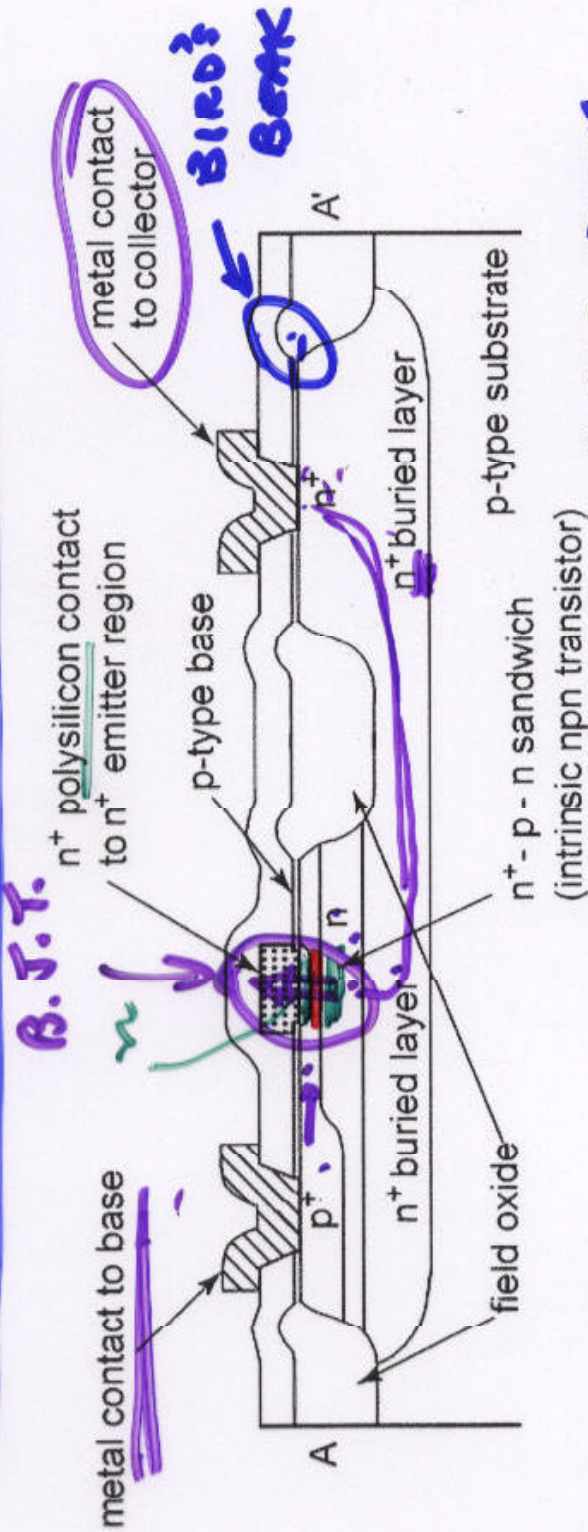 B. J. T.
n+ polysilicon contact
to n+ emitter region
metal contact
to collector
BIRD'S
BEAK
metal contact to base
p-type base
A
A'
p+
n
n+
n+ buried layer
n+ buried layer
field oxide
n+ - p - n sandwich
(intrinsic npn transistor)
p-type substrate